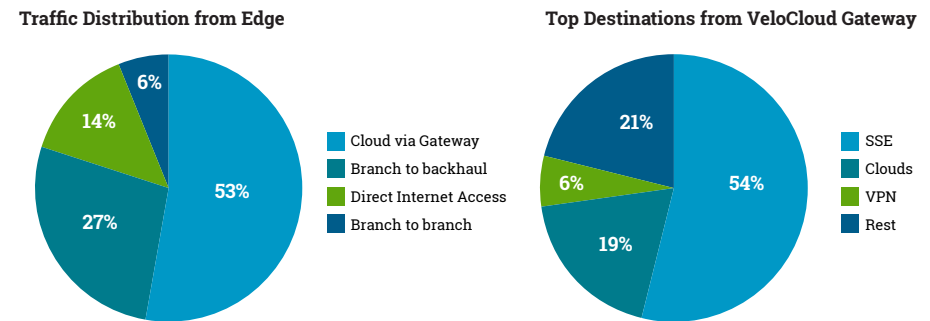 Traffic Distribution from Edge
6%
14%
53%
27%
Cloud via Gateway
Branch to backhaul
Direct Internet Access
Branch to branch
Top Destinations from VeloCloud Gateway
21%
6%
54%
19%
SSE
Clouds
VPN
Rest